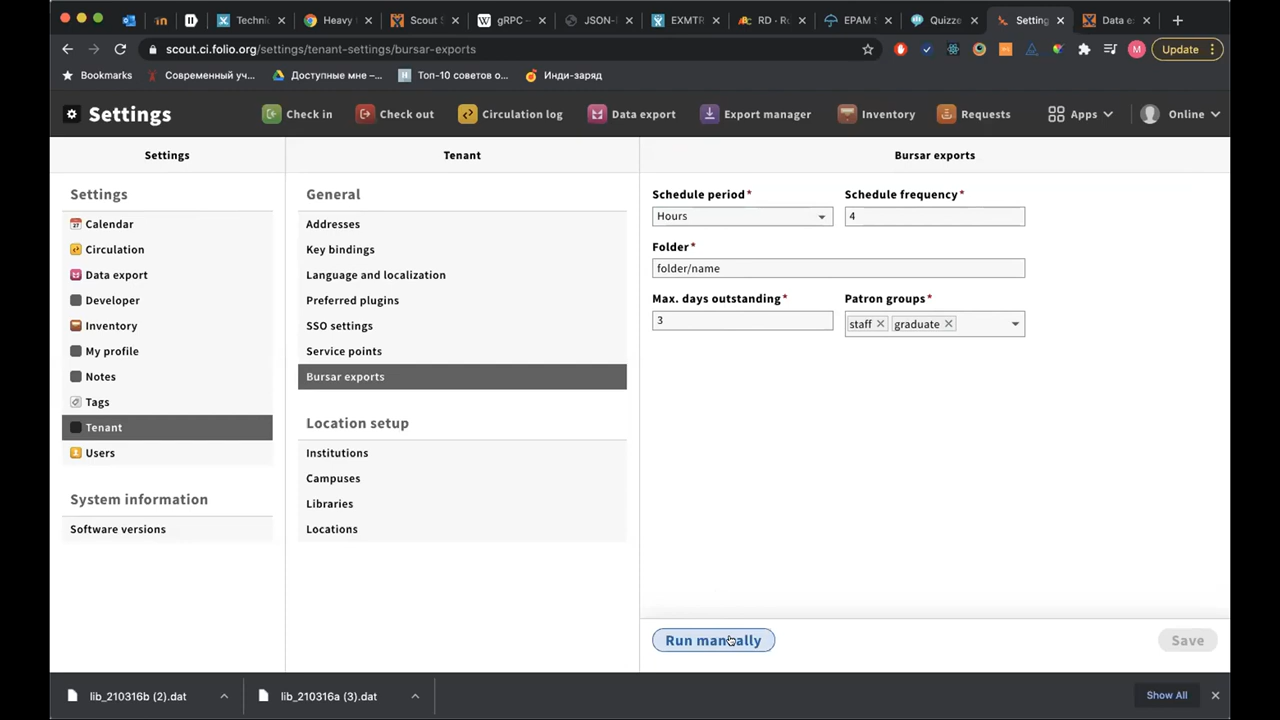 Technic
Heavy
Scout S
gRPC –
JSON-
EXMTR
RD - Ro
EPAM S
Quizze
Setting
Data e
scout.ci.folio.org/settings/tenant-settings/bursar-exports
M
Update
Bookmarks
Современный уч...
Доступные мне –...
Топ-10 советов о...
Инди-заряд
Settings
Check in
Check out
Circulation log
Data export
Export manager
Inventory
Requests
Apps
Online
Settings
Tenant
Bursar exports
Settings
Calendar
Circulation
Data export
Developer
Inventory
My profile
Notes
Tags
Tenant
Users
System information
Software versions
General
Addresses
Key bindings
Language and localization
Preferred plugins
SSO settings
Service points
Bursar exports
Location setup
Institutions
Campuses
Libraries
Locations
Schedule period*
Schedule frequency*
Hours
4
Folder*
folder/name
Max. days outstanding*
Patron groups*
3
staff
graduate
Run manually
Save
lib_210316b (2).dat
lib_210316a (3).dat
Show All